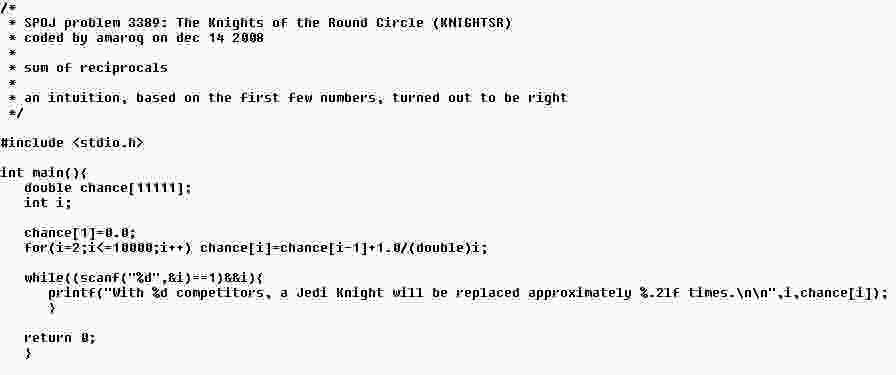 /*
 * SPOJ problem 3389: The Knights of the Round Circle (KNIGHTSR)
 * coded by amaroq on dec 14 2008
 *
 * sum of reciprocals
 *
 * an intuition, based on the first few numbers, turned out to be right
 */

#include <stdio.h>

int main(){
   double chance[11111];
   int i;

   chance[1]=0.0;
   for(i=2;i<=10000;i++) chance[i]=chance[i-1]+1.0/(double)i;

   while((scanf("%d",&i)==1)&&i){
      printf("With %d competitors, a Jedi Knight will be replaced approximately %.2lf times.\n\n",i,chance[i]);
      }

   return 0;
   }